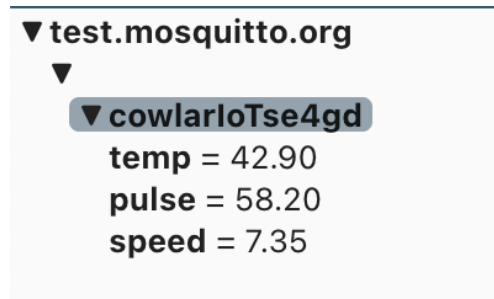 ▼ test.mosquitto.org
▼
▼ cowlarIoTse4gd
temp = 42.90
pulse = 58.20
speed = 7.35